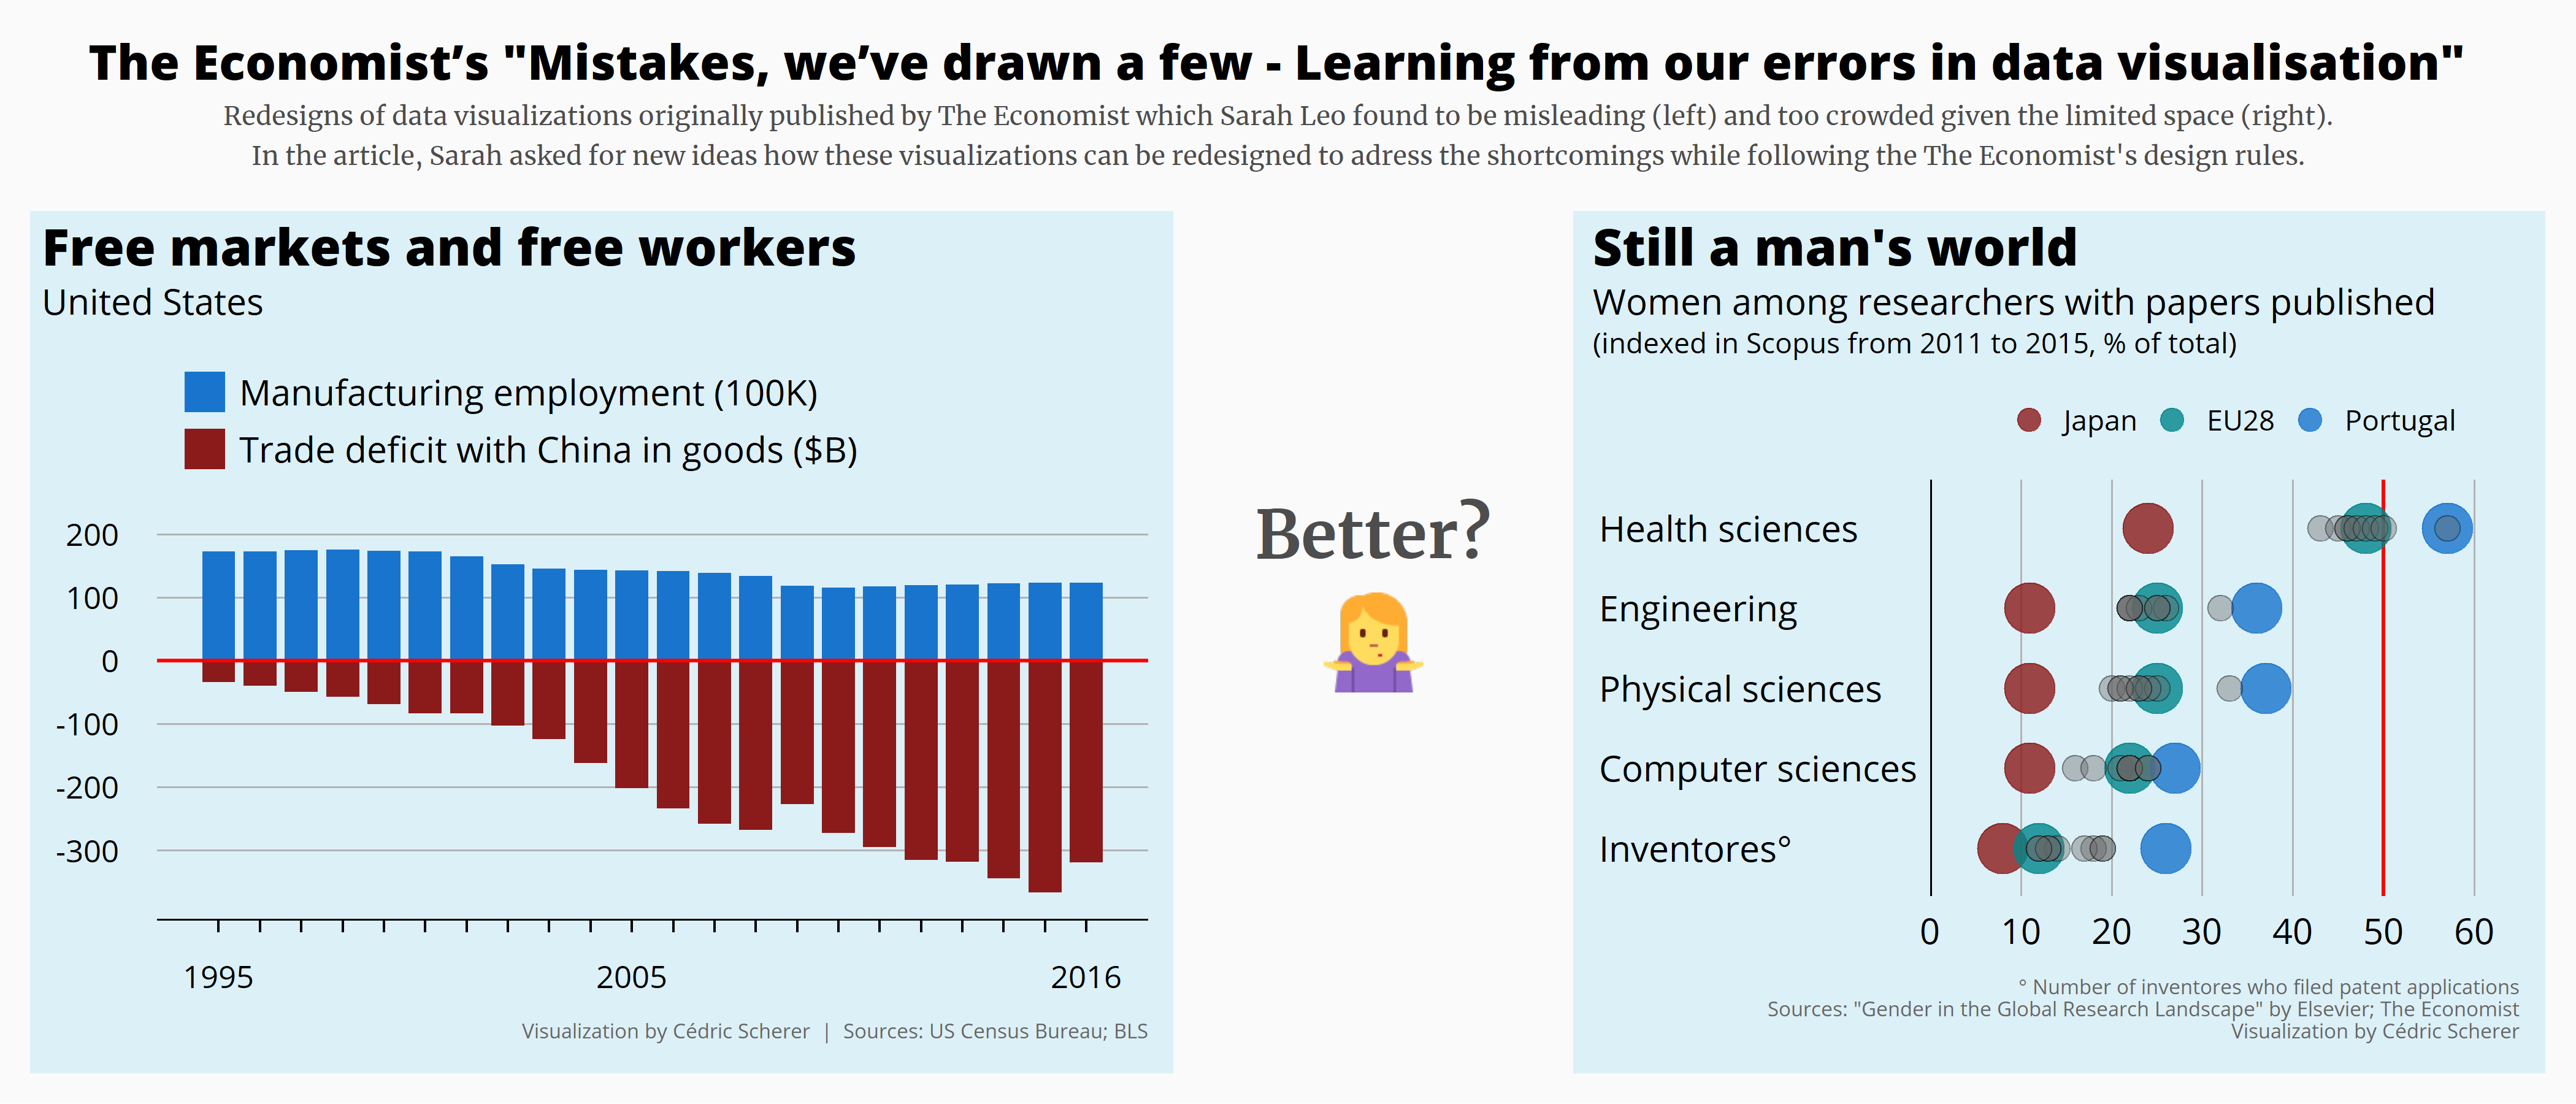 The Economist’s "Mistakes, we’ve drawn a few - Learning from our errors in data visualisation"
Redesigns of data visualizations originally published by The Economist which Sarah Leo found to be misleading (left) and too crowded given the limited space (right).
In the article, Sarah asked for new ideas how these visualizations can be redesigned to adress the shortcomings while following the The Economist's design rules.
Free markets and free workers
United States
Manufacturing employment (100K)
Trade deficit with China in goods ($B)
200
100
0
-100
-200
-300
1995 2005 2016
Visualization by Cédric Scherer | Sources: US Census Bureau; BLS
Better?
Still a man's world
Women among researchers with papers published
(indexed in Scopus from 2011 to 2015, % of total)
Japan EU28 Portugal
Health sciences
Engineering
Physical sciences
Computer sciences
Inventores°
0 10 20 30 40 50 60
° Number of inventores who filed patent applications
Sources: "Gender in the Global Research Landscape" by Elsevier; The Economist
Visualization by Cédric Scherer